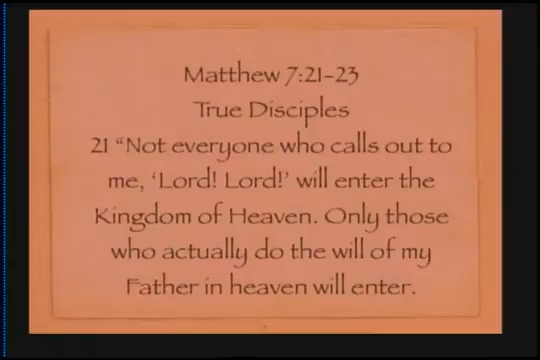 Matthew 7:21-23
True Disciples
21 “Not everyone who calls out to
me, ‘Lord! Lord!’ will enter the
Kingdom of Heaven. Only those
who actually do the will of my
Father in heaven will enter.